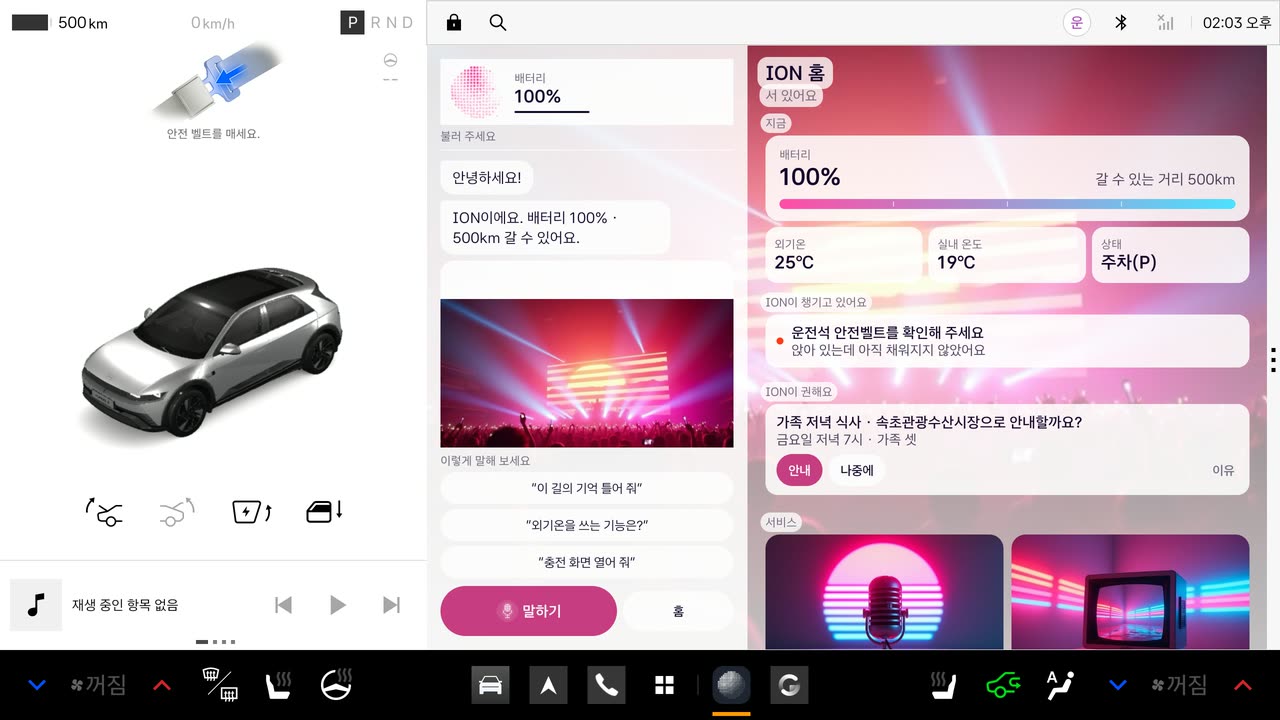 500 km
0 km/h
P R N D
운
02:03 오후
안전 벨트를 매세요.
재생 중인 항목 없음
배터리
100%
불러 주세요
안녕하세요!
ION이에요. 배터리 100% ·
500km 갈 수 있어요.
이렇게 말해 보세요
"이 길의 기억 틀어 줘"
"외기온을 쓰는 기능은?"
"충전 화면 열어 줘"
말하기
홈
ION 홈
서 있어요
지금
배터리
100%
갈 수 있는 거리 500km
외기온
25°C
실내 온도
19°C
상태
주차(P)
ION이 챙기고 있어요
운전석 안전벨트를 확인해 주세요
앉아 있는데 아직 채워지지 않았어요
ION이 권해요
가족 저녁 식사 · 속초관광수산시장으로 안내할까요?
금요일 저녁 7시 · 가족 셋
안내
나중에
이유
서비스
꺼짐
G
A
꺼짐